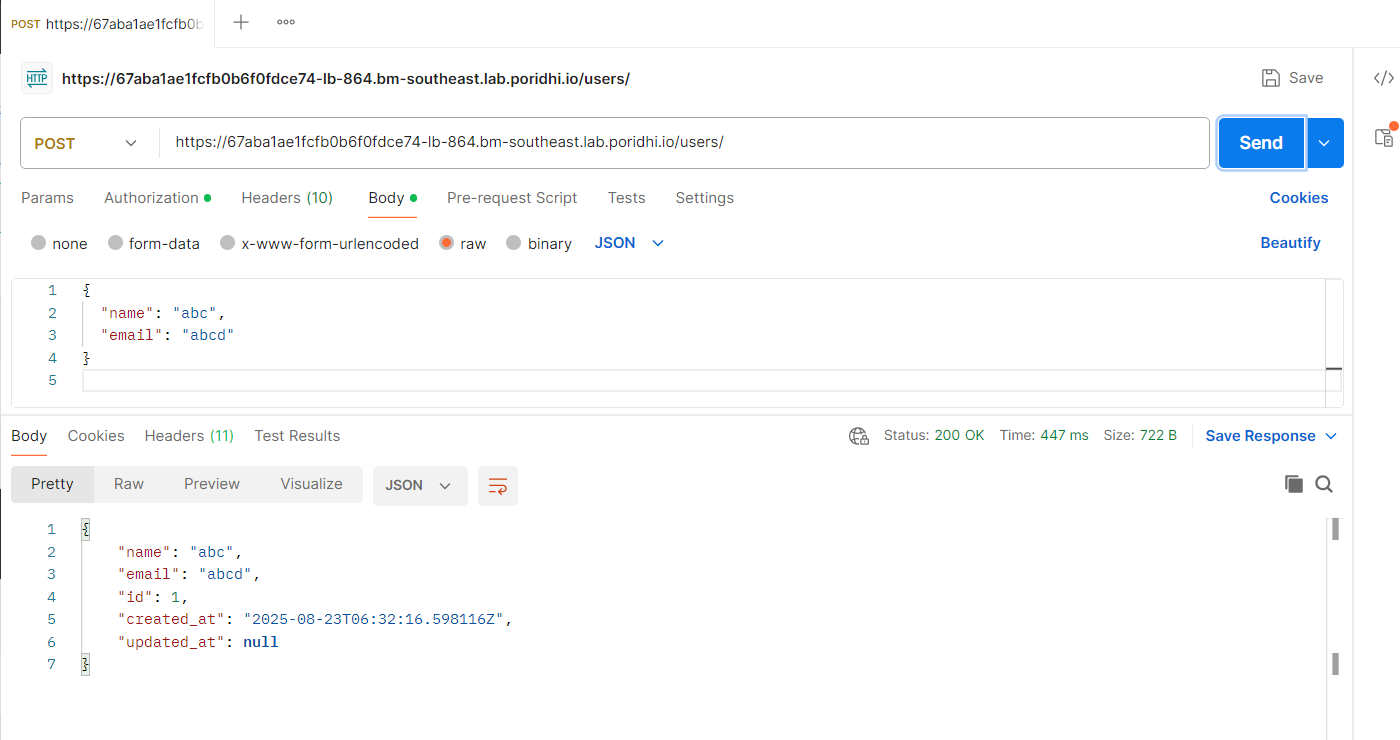 POST https://67aba1ae1fcfb0b
HTTP https://67aba1ae1fcfb0b6f0fdce74-lb-864.bm-southeast.lab.poridhi.io/users/ Save </>
POST https://67aba1ae1fcfb0b6f0fdce74-lb-864.bm-southeast.lab.poridhi.io/users/ Send
Params Authorization Headers (10) Body Pre-request Script Tests Settings Cookies
none form-data x-www-form-urlencoded raw binary JSON Beautify
1 {
2 "name": "abc",
3 "email": "abcd"
4 }
5
Body Cookies Headers (11) Test Results Status: 200 OK Time: 447 ms Size: 722 B Save Response
Pretty Raw Preview Visualize JSON
1 {
2 "name": "abc",
3 "email": "abcd",
4 "id": 1,
5 "created_at": "2025-08-23T06:32:16.598116Z",
6 "updated_at": null
7 }